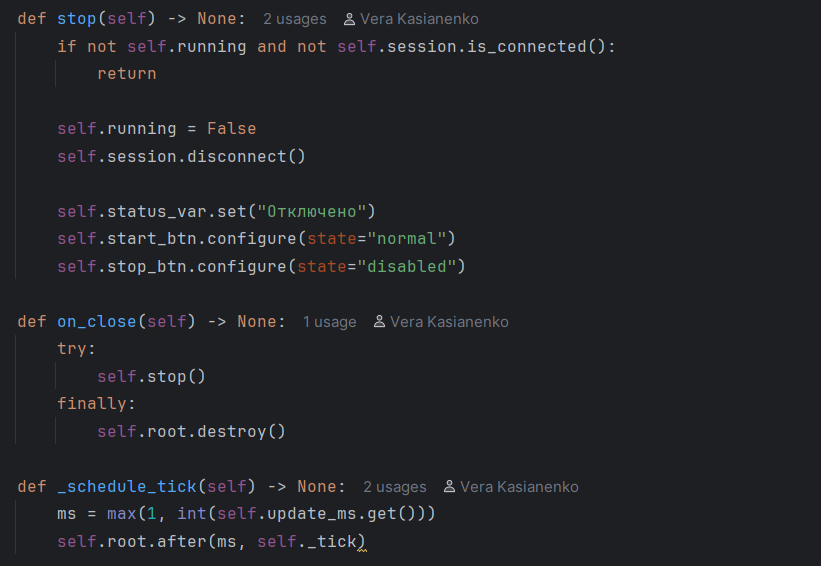 def stop(self) -> None: 2 usages Vera Kasianenko
    if not self.running and not self.session.is_connected():
        return

    self.running = False
    self.session.disconnect()

    self.status_var.set("Отключено")
    self.start_btn.configure(state="normal")
    self.stop_btn.configure(state="disabled")

def on_close(self) -> None: 1 usage Vera Kasianenko
    try:
        self.stop()
    finally:
        self.root.destroy()

def _schedule_tick(self) -> None: 2 usages Vera Kasianenko
    ms = max(1, int(self.update_ms.get()))
    self.root.after(ms, self._tick)